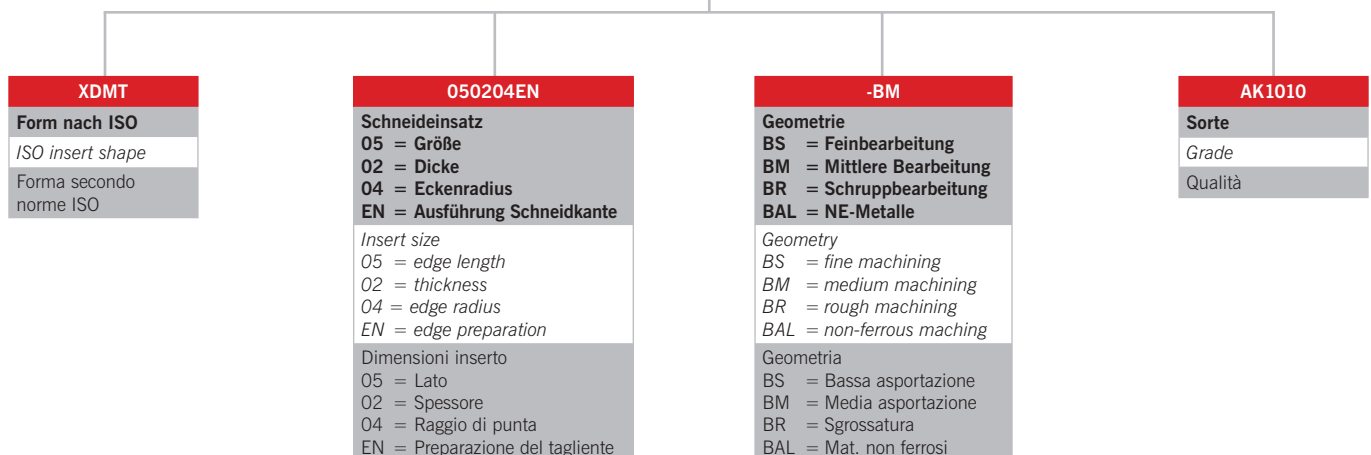 XDMT
Form nach ISO
ISO insert shape
Forma secondo
norme ISO
050204EN
Schneideinsatz
05 = Größe
02 = Dicke
04 = Eckenradius
EN = Ausführung Schneidkante
Insert size
05 = edge length
02 = thickness
04 = edge radius
EN = edge preparation
Dimensioni inserto
05 = Lato
02 = Spessore
04 = Raggio di punta
EN = Preparazione del tagliente
-BM
Geometrie
BS = Feinbearbeitung
BM = Mittlere Bearbeitung
BR = Schruppbearbeitung
BAL = NE-Metalle
Geometry
BS = fine machining
BM = medium machining
BR = rough machining
BAL = non-ferrous maching
Geometria
BS = Bassa asportazione
BM = Media asportazione
BR = Sgrossatura
BAL = Mat. non ferrosi
AK1010
Sorte
Grade
Qualità